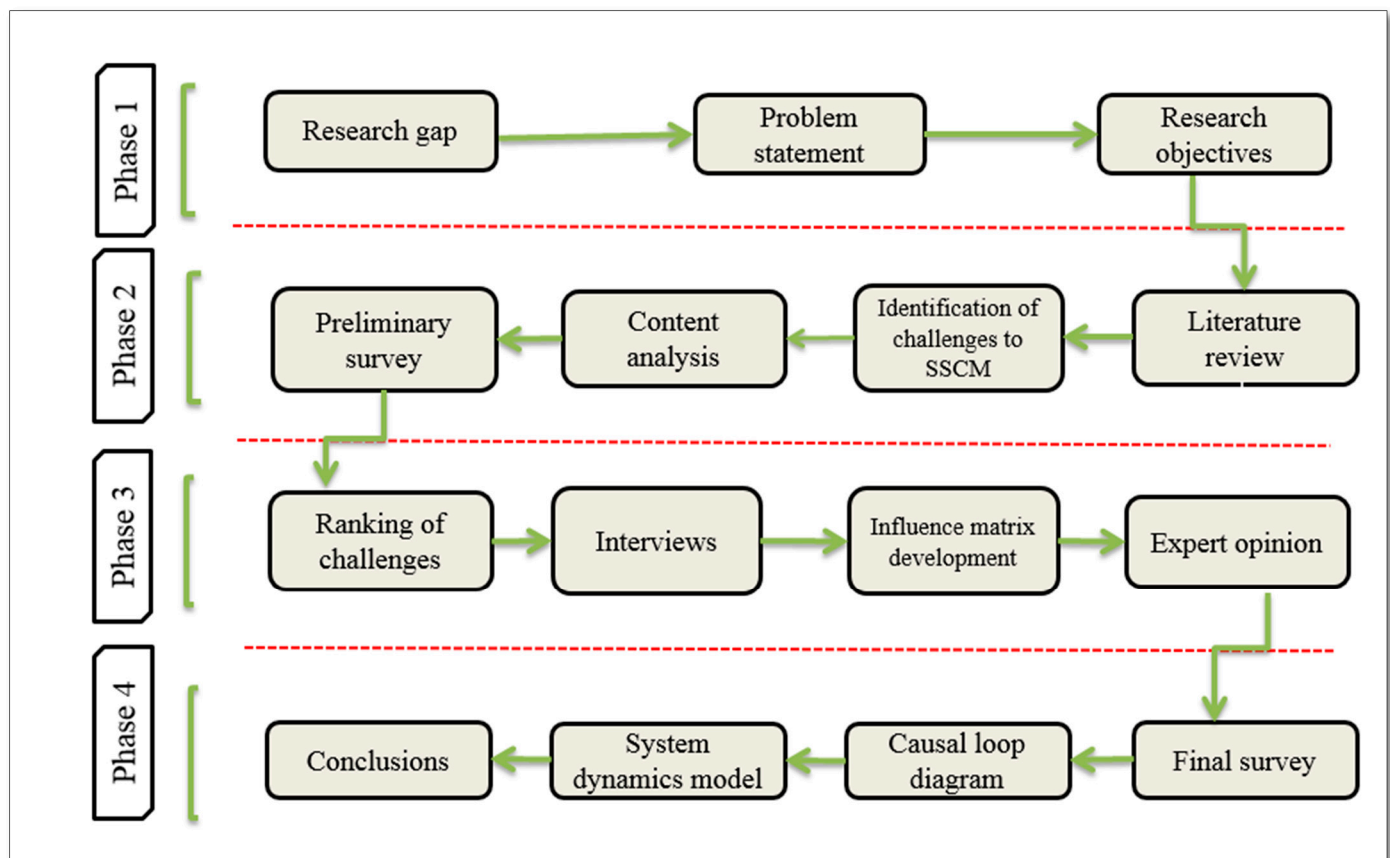 Phase 1
Research gap
Problem
statement
Research
objectives
Phase 2
Preliminary
survey
Content
analysis
Identification of
challenges to
SSCM
Literature
review
Phase 3
Ranking of
challenges
Interviews
Influence matrix
development
Expert opinion
Phase 4
Conclusions
System
dynamics model
Causal loop
diagram
Final survey